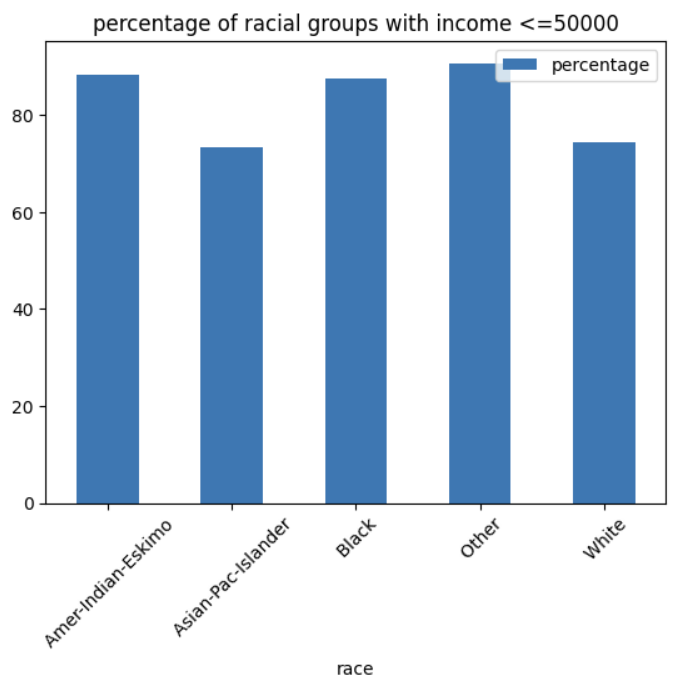 percentage of racial groups with income <=50000
percentage
80
60
40
20
0
Amer-Indian-Eskimo
Asian-Pac-Islander
Black
Other
White
race